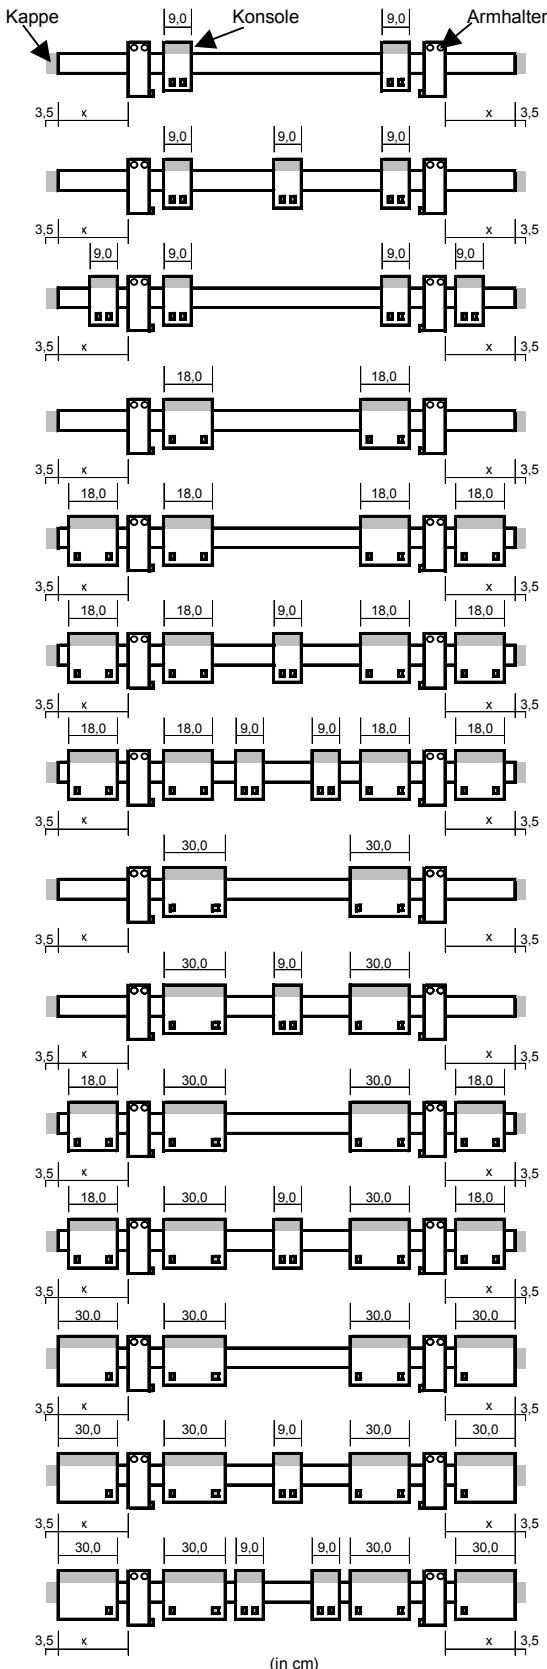 Kappe 9,0 Konsole 9,0 Armhalter
3,5 x x 3,5
9,0 9,0 9,0
3,5 x x 3,5
9,0 9,0 9,0 9,0
3,5 x x 3,5
18,0 18,0
3,5 x x 3,5
18,0 18,0 18,0 18,0
3,5 x x 3,5
18,0 18,0 9,0 18,0 18,0
3,5 x x 3,5
18,0 18,0 9,0 9,0 18,0 18,0
3,5 x x 3,5
30,0 30,0
3,5 x x 3,5
30,0 9,0 30,0
3,5 x x 3,5
18,0 30,0 30,0 18,0
3,5 x x 3,5
18,0 30,0 9,0 30,0 18,0
3,5 x x 3,5
30,0 30,0 30,0 30,0
3,5 x x 3,5
30,0 30,0 9,0 30,0 30,0
3,5 x x 3,5
30,0 30,0 9,0 9,0 30,0 30,0
3,5 x x 3,5
(in cm)